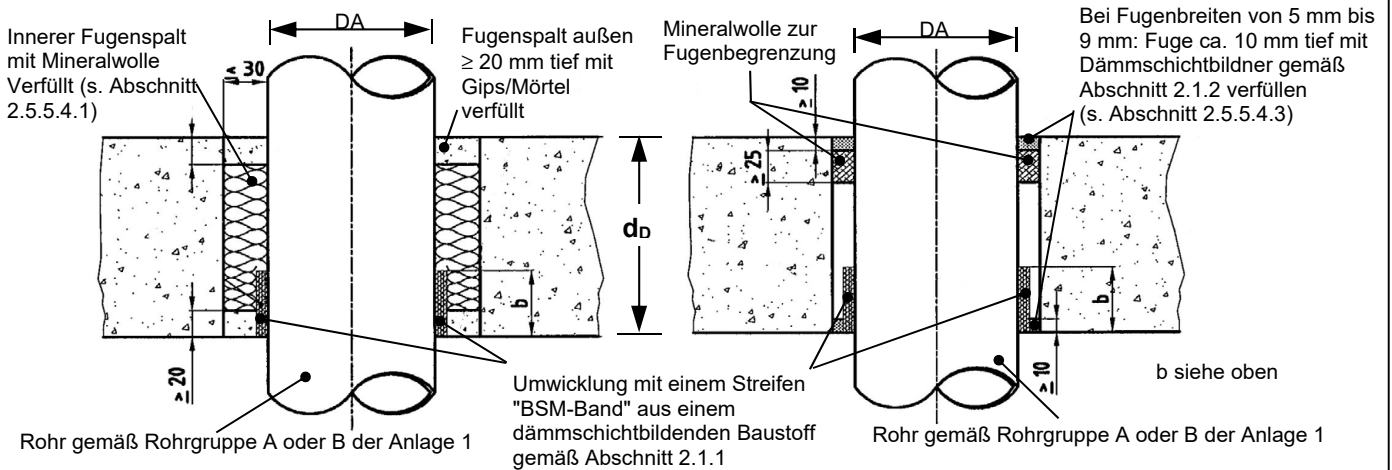 Innerer Fugenspalt
mit Mineralwolle
Verfüllt (s. Abschnitt
2.5.5.4.1)
≤ 30
DA
Fugenspalt außen
≥ 20 mm tief mit
Gips/Mörtel
verfüllt
dD
b
≥ 20
Rohr gemäß Rohrgruppe A oder B der Anlage 1
Umwicklung mit einem Streifen
"BSM-Band" aus einem
dämmschichtbildenden Baustoff
gemäß Abschnitt 2.1.1
Mineralwolle zur
Fugenbegrenzung
DA
≥ 10
≥ 25
Bei Fugenbreiten von 5 mm bis
9 mm: Fuge ca. 10 mm tief mit
Dämmschichtbildner gemäß
Abschnitt 2.1.2 verfüllen
(s. Abschnitt 2.5.5.4.3)
b
≥ 10
b siehe oben
Rohr gemäß Rohrgruppe A oder B der Anlage 1